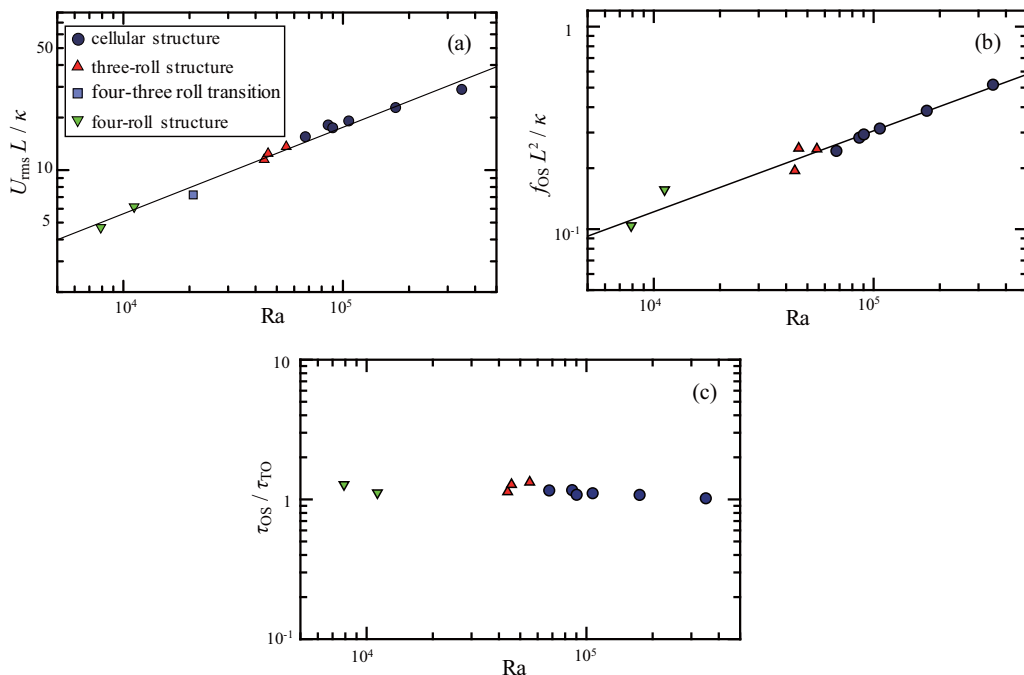 (a)
cellular structure
three-roll structure
four-three roll transition
four-roll structure
50
10
5
U_rms L / κ
10^4
10^5
Ra
(b)
1
10^-1
f_OS L^2 / κ
10^4
10^5
Ra
(c)
10
1
10^-1
τ_OS / τ_TO
10^4
10^5
Ra